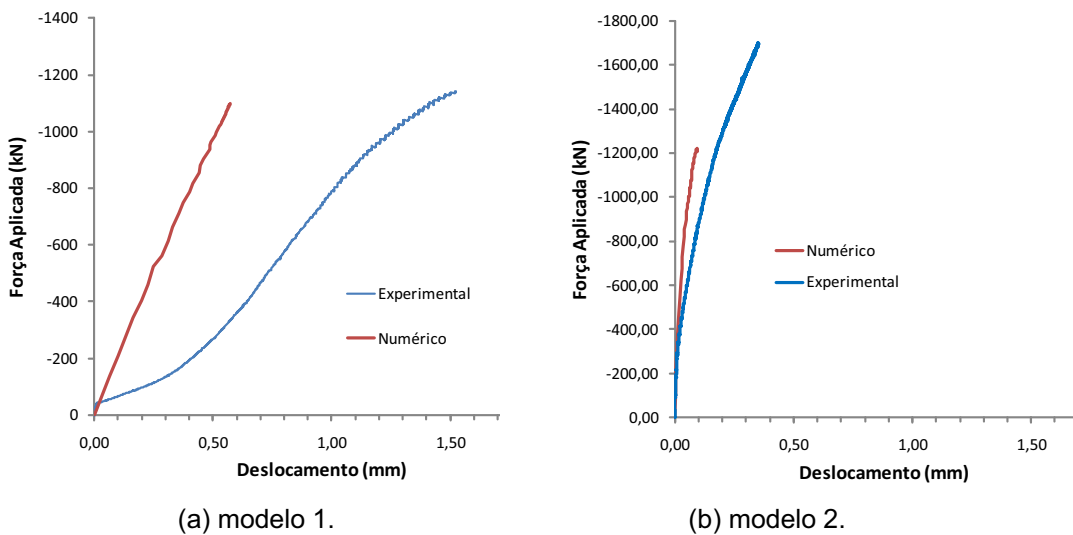 -1400
-1200
-1000
-800
-600
-400
-200
0
0,00 0,50 1,00 1,50
Força Aplicada (kN)
Deslocamento (mm)
Experimental
Numérico
(a) modelo 1.
-1800,00
-1600,00
-1400,00
-1200,00
-1000,00
-800,00
-600,00
-400,00
-200,00
0,00
0,00 0,50 1,00 1,50
Força Aplicada (kN)
Deslocamento (mm)
Numérico
Experimental
(b) modelo 2.